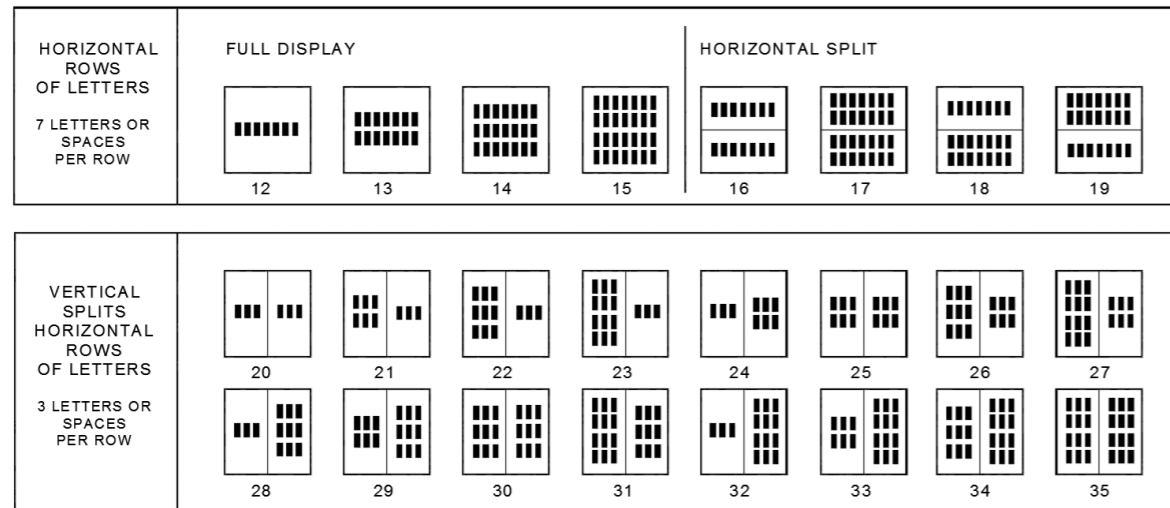 HORIZONTAL
ROWS
OF LETTERS
7 LETTERS OR
SPACES
PER ROW
FULL DISPLAY
HORIZONTAL SPLIT
12 13 14 15 16 17 18 19
VERTICAL
SPLITS
HORIZONTAL
ROWS
OF LETTERS
3 LETTERS OR
SPACES
PER ROW
20 21 22 23 24 25 26 27
28 29 30 31 32 33 34 35